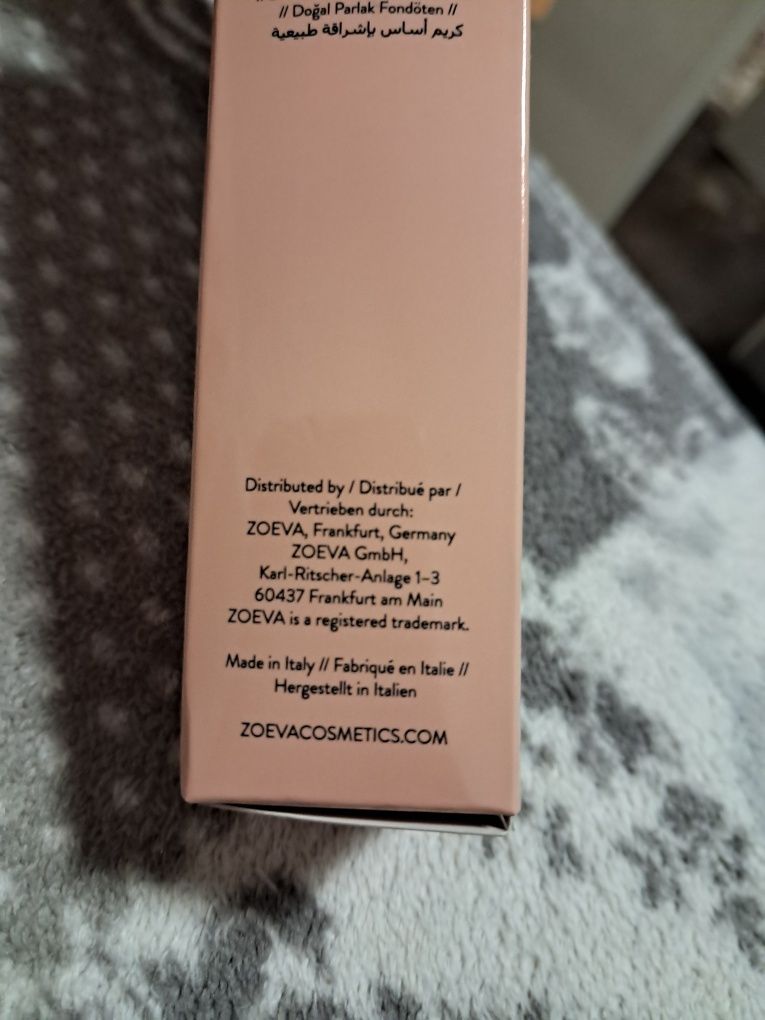 // Doğal Parlak Fondöten //
كريم أساس بإشراقة طبيعية
Distributed by / Distribué par /
Vertrieben durch:
ZOEVA, Frankfurt, Germany
ZOEVA GmbH,
Karl-Ritscher-Anlage 1–3
60437 Frankfurt am Main
ZOEVA is a registered trademark.
Made in Italy // Fabriqué en Italie //
Hergestellt in Italien
ZOEVACOSMETICS.COM